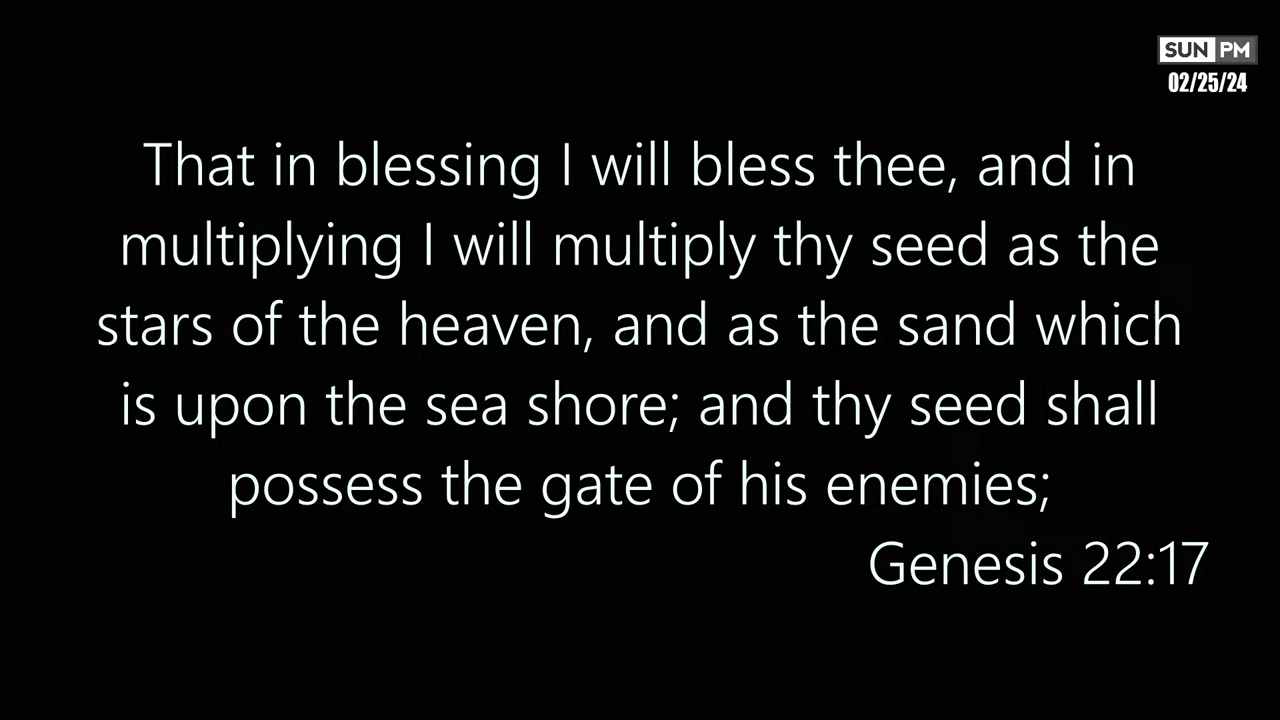 SUN PM
02/25/24
That in blessing I will bless thee, and in
multiplying I will multiply thy seed as the
stars of the heaven, and as the sand which
is upon the sea shore; and thy seed shall
possess the gate of his enemies;
Genesis 22:17